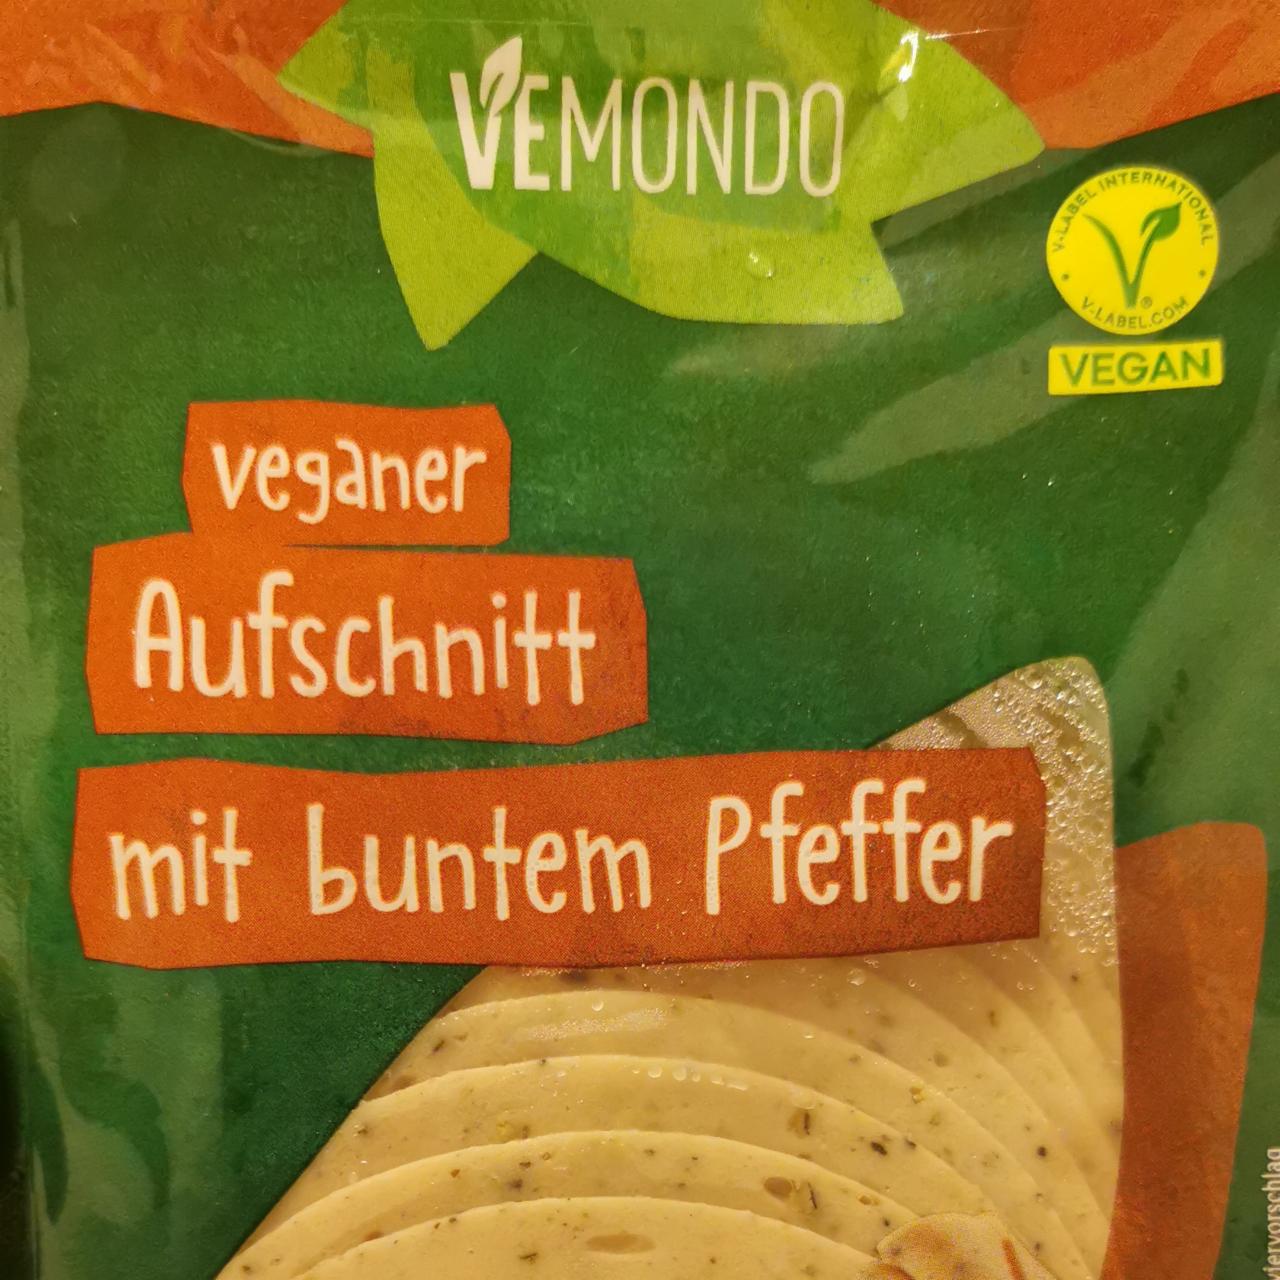 VEMONDO
V-LABEL INTERNATIONAL
V-LABEL.COM
VEGAN
veganer
Aufschnitt
mit buntem Pfeffer